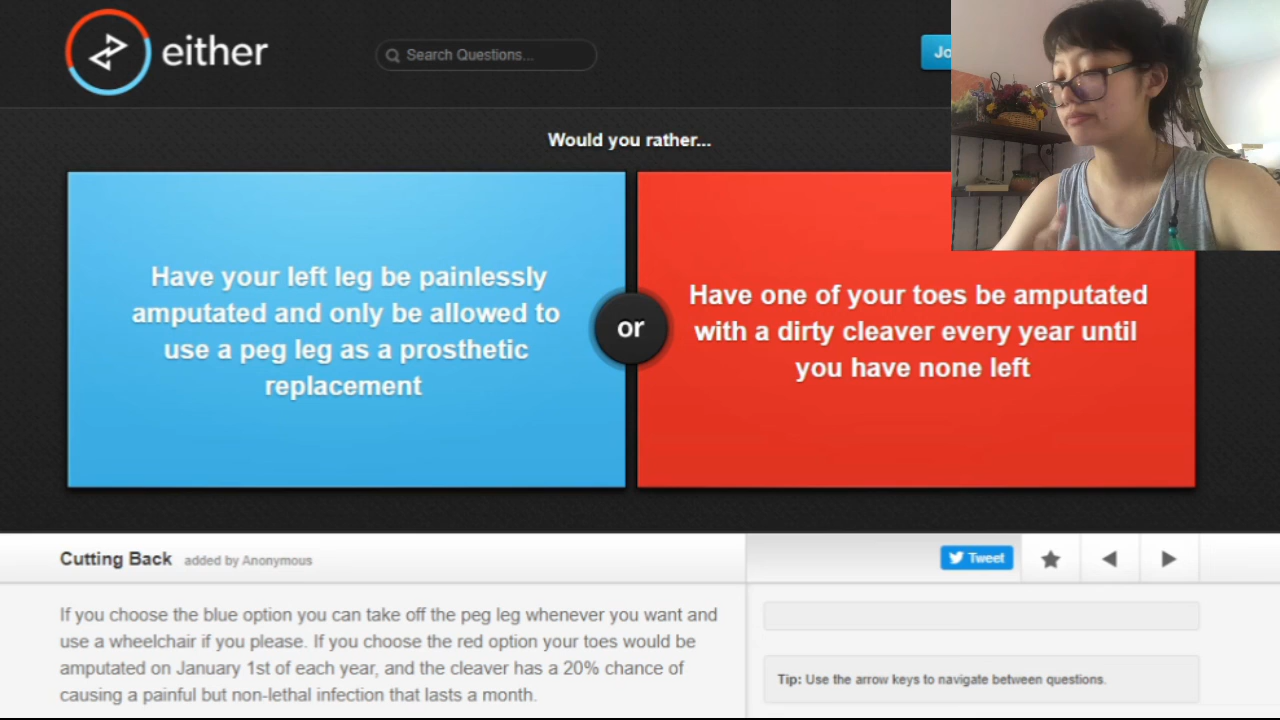 either
Search Questions...
Jo
Would you rather...
Have your left leg be painlessly
amputated and only be allowed to
use a peg leg as a prosthetic
replacement
or
Have one of your toes be amputated
with a dirty cleaver every year until
you have none left
Cutting Back added by Anonymous
Tweet
If you choose the blue option you can take off the peg leg whenever you want and
use a wheelchair if you please. If you choose the red option your toes would be
amputated on January 1st of each year, and the cleaver has a 20% chance of
causing a painful but non-lethal infection that lasts a month.
Tip: Use the arrow keys to navigate between questions.